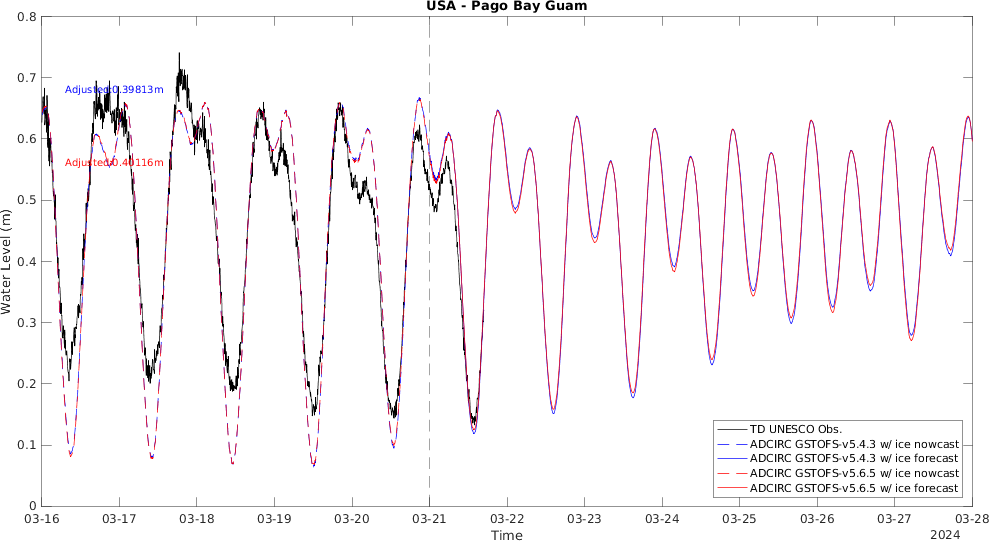 USA - Pago Bay Guam
0.8
0.7
0.6
0.5
0.4
0.3
0.2
0.1
0
Water Level (m)
Adjusted:0.39813m
Adjusted:0.40116m
TD UNESCO Obs.
ADCIRC GSTOFS-v5.4.3 w/ ice nowcast
ADCIRC GSTOFS-v5.4.3 w/ ice forecast
ADCIRC GSTOFS-v5.6.5 w/ ice nowcast
ADCIRC GSTOFS-v5.6.5 w/ ice forecast
03-16 03-17 03-18 03-19 03-20 03-21 03-22 03-23 03-24 03-25 03-26 03-27 03-28
Time
2024